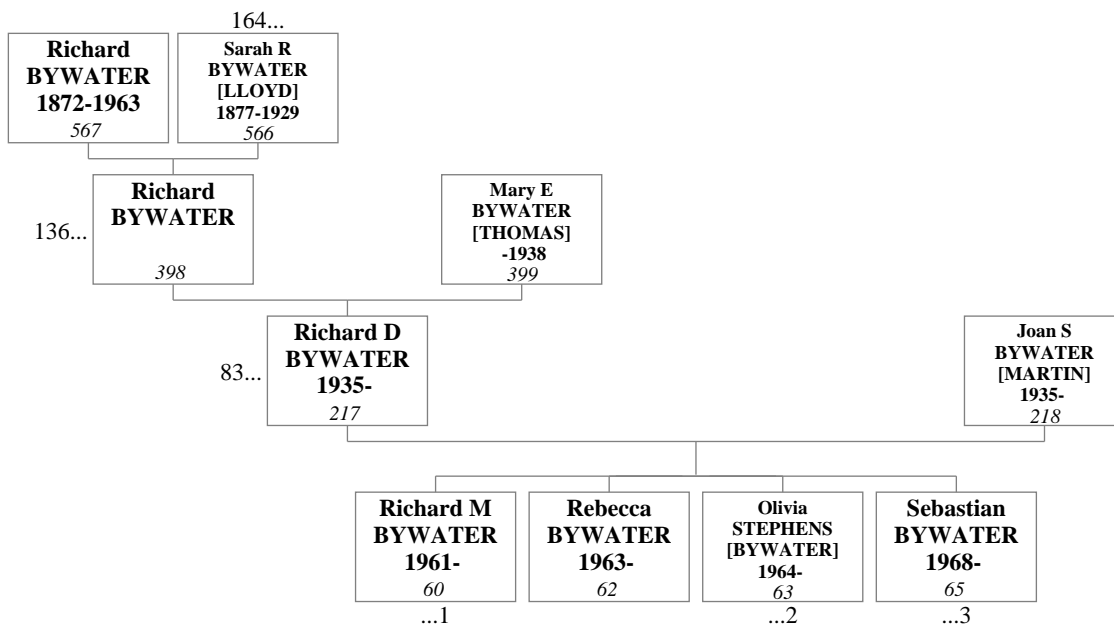 164...
Richard
BYWATER
1872-1963
567
Sarah R
BYWATER
[LLOYD]
1877-1929
566
136...
Richard
BYWATER
398
Mary E
BYWATER
[THOMAS]
-1938
399
83...
Richard D
BYWATER
1935-
217
Joan S
BYWATER
[MARTIN]
1935-
218
Richard M
BYWATER
1961-
60
...1
Rebecca
BYWATER
1963-
62
Olivia
STEPHENS
[BYWATER]
1964-
63
...2
Sebastian
BYWATER
1968-
65
...3